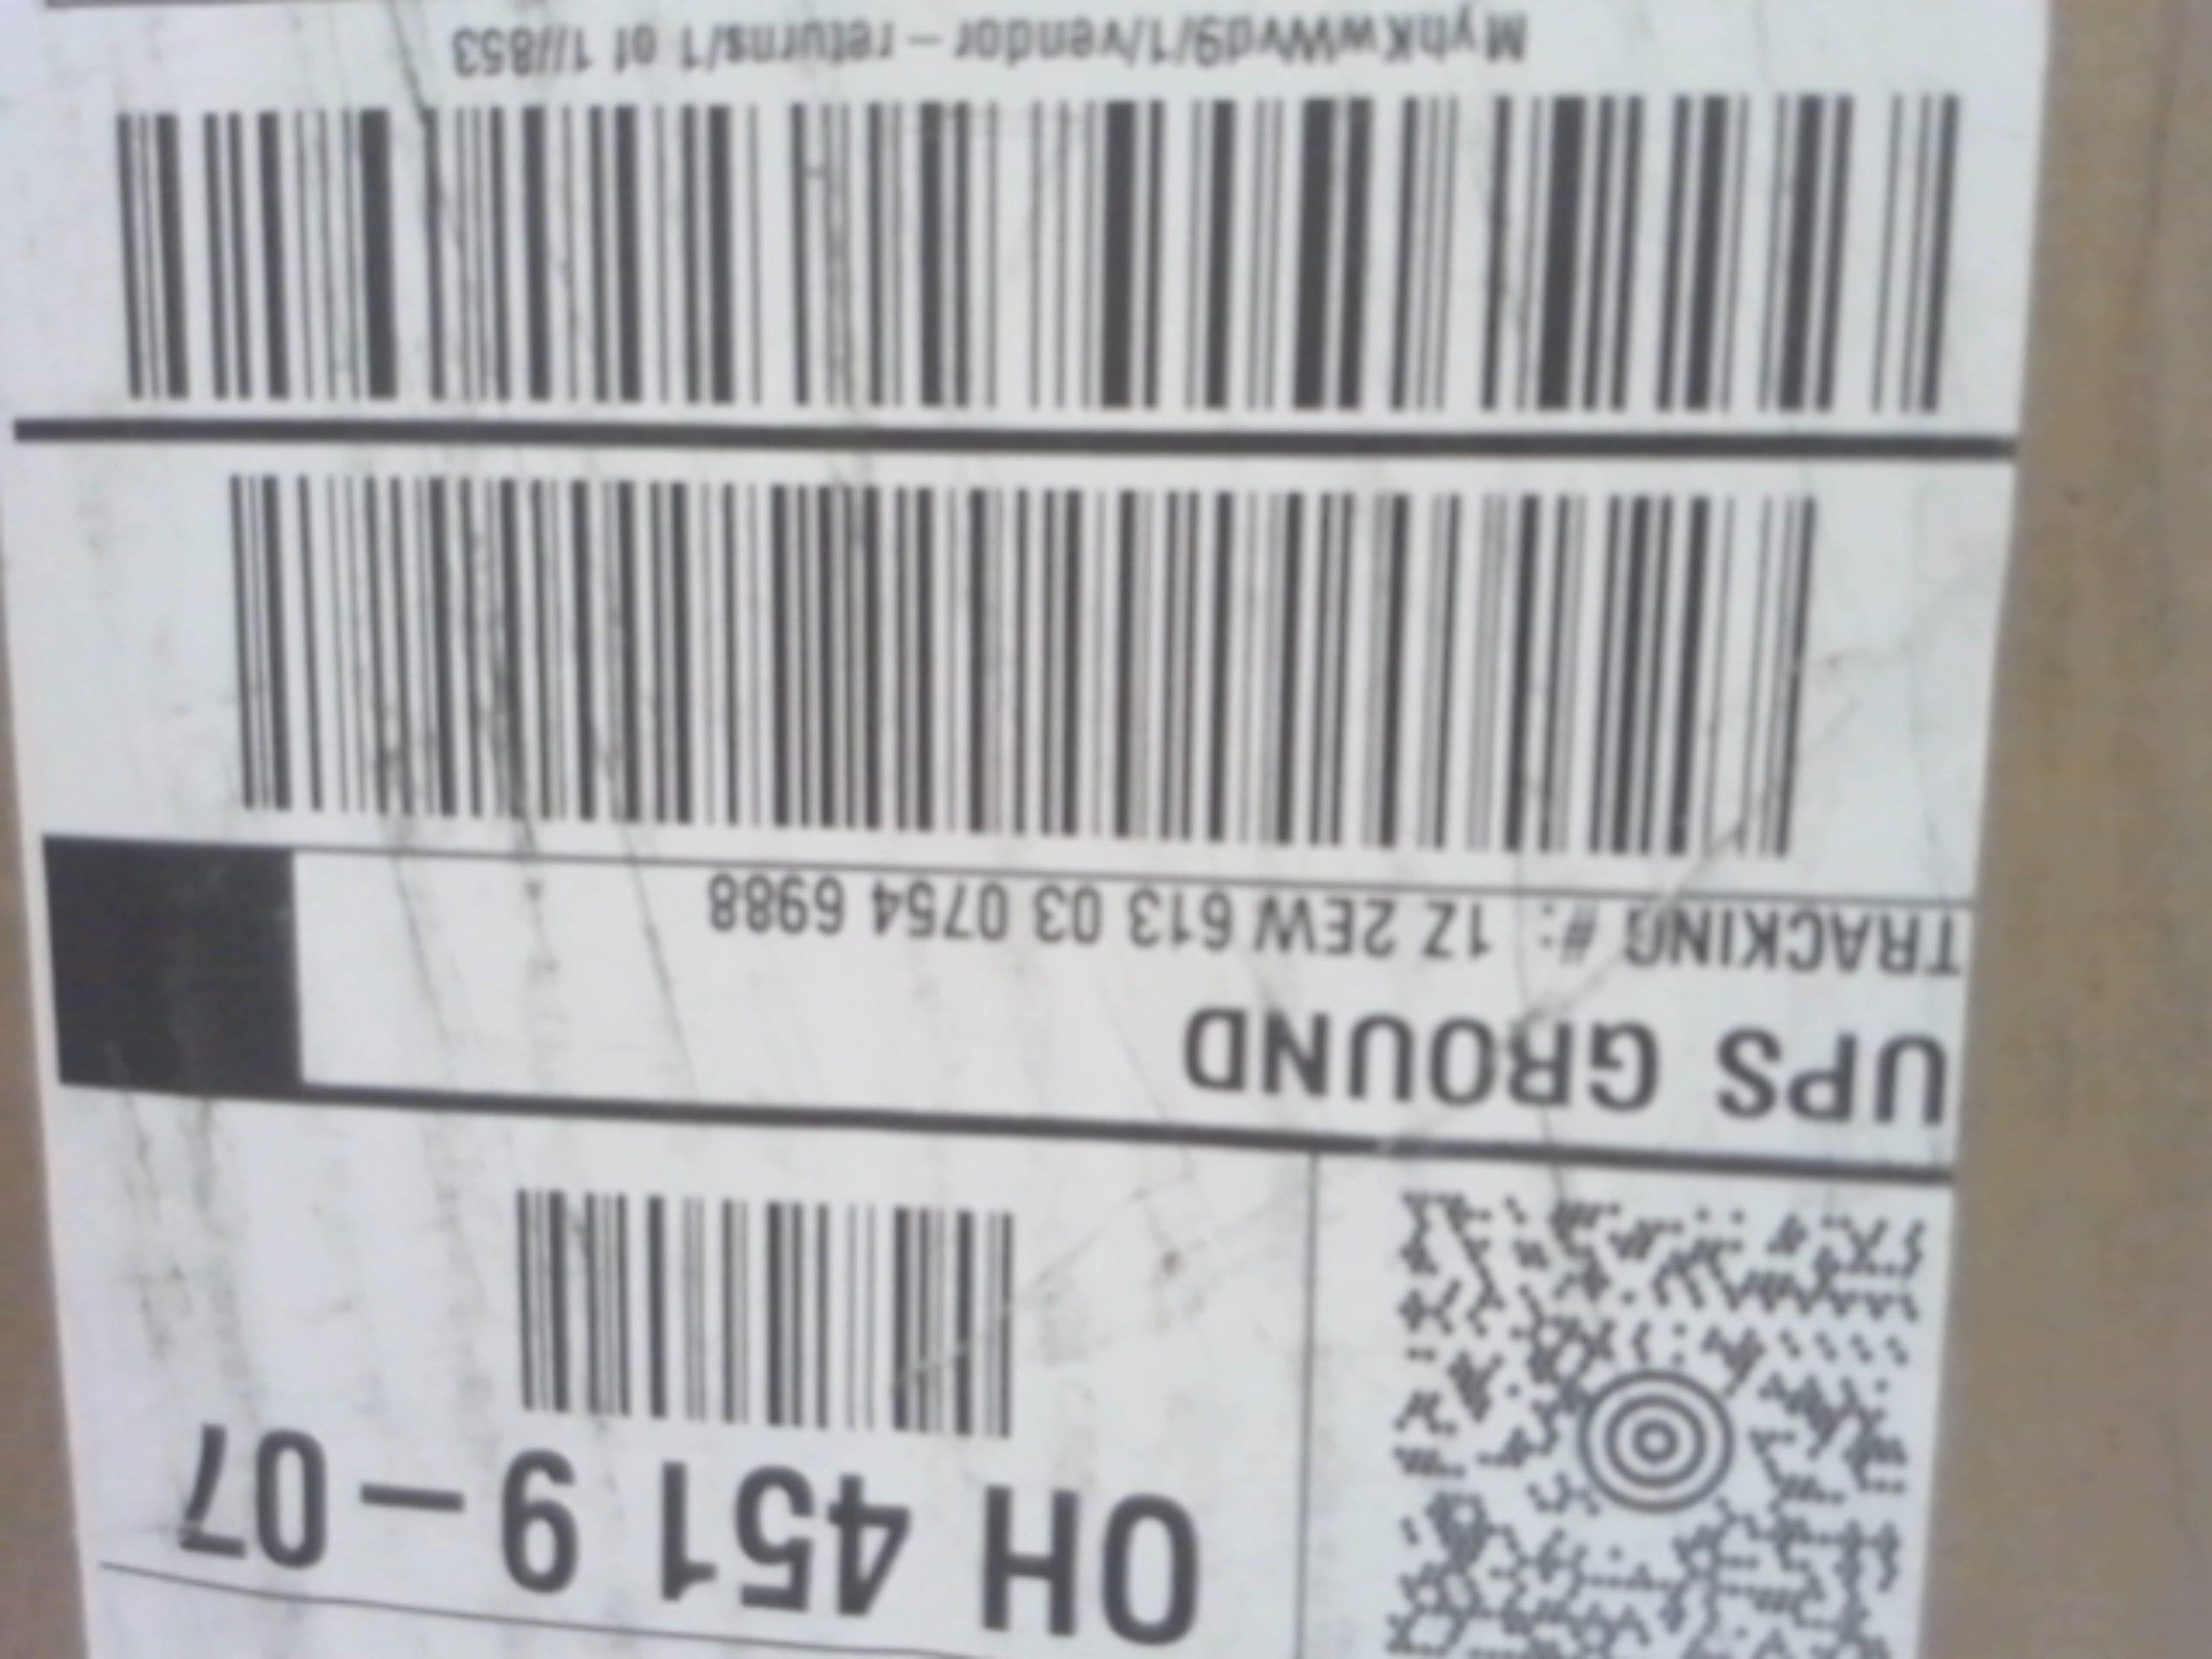 OH 451 9 – 07
UPS GROUND
TRACKING #: 1Z 2EW 613 03 0754 6988
MyhKwWvd9/1/vendor – returns/1 of 1//853